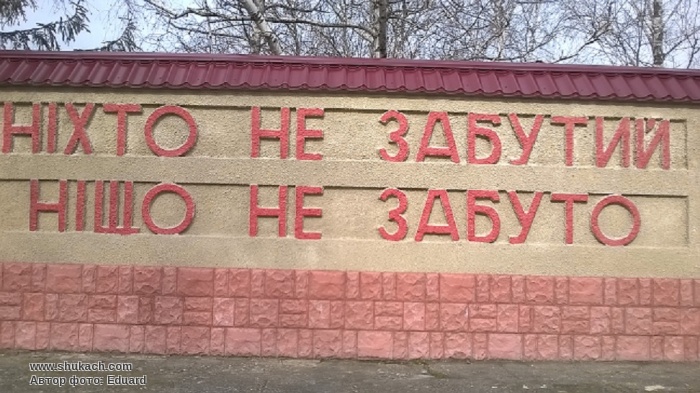 НІХТО НЕ ЗАБУТИЙ
НІЩО НЕ ЗАБУТО
www.shukach.com
Автор фото: Eduard